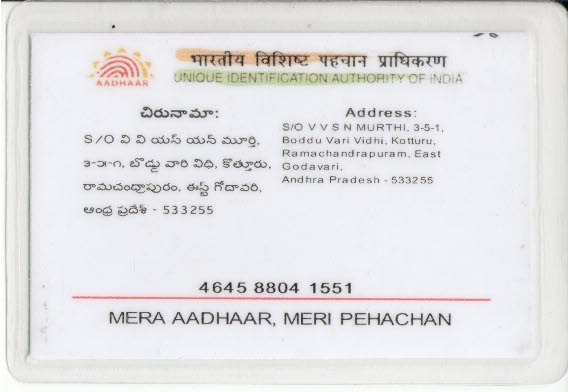 AADHAAR
भारतीय विशिष्ट पहचान प्राधिकरण
UNIQUE IDENTIFICATION AUTHORITY OF INDIA
చిరునామా:
S/O వి వి యస్ యన్ మూర్తి,
౩-౫-౧, బొడ్డు వారి విధి, కొత్తూరు,
రామచంద్రాపురం, ఈస్ట్ గోదావరి,
ఆంధ్ర ప్రదేశ్ - 533255
Address:
S/O V V S N MURTHI, 3-5-1,
Boddu Vari Vidhi, Kotturu,
Ramachandrapuram, East
Godavari,
Andhra Pradesh - 533255
4645 8804 1551
MERA AADHAAR, MERI PEHACHAN